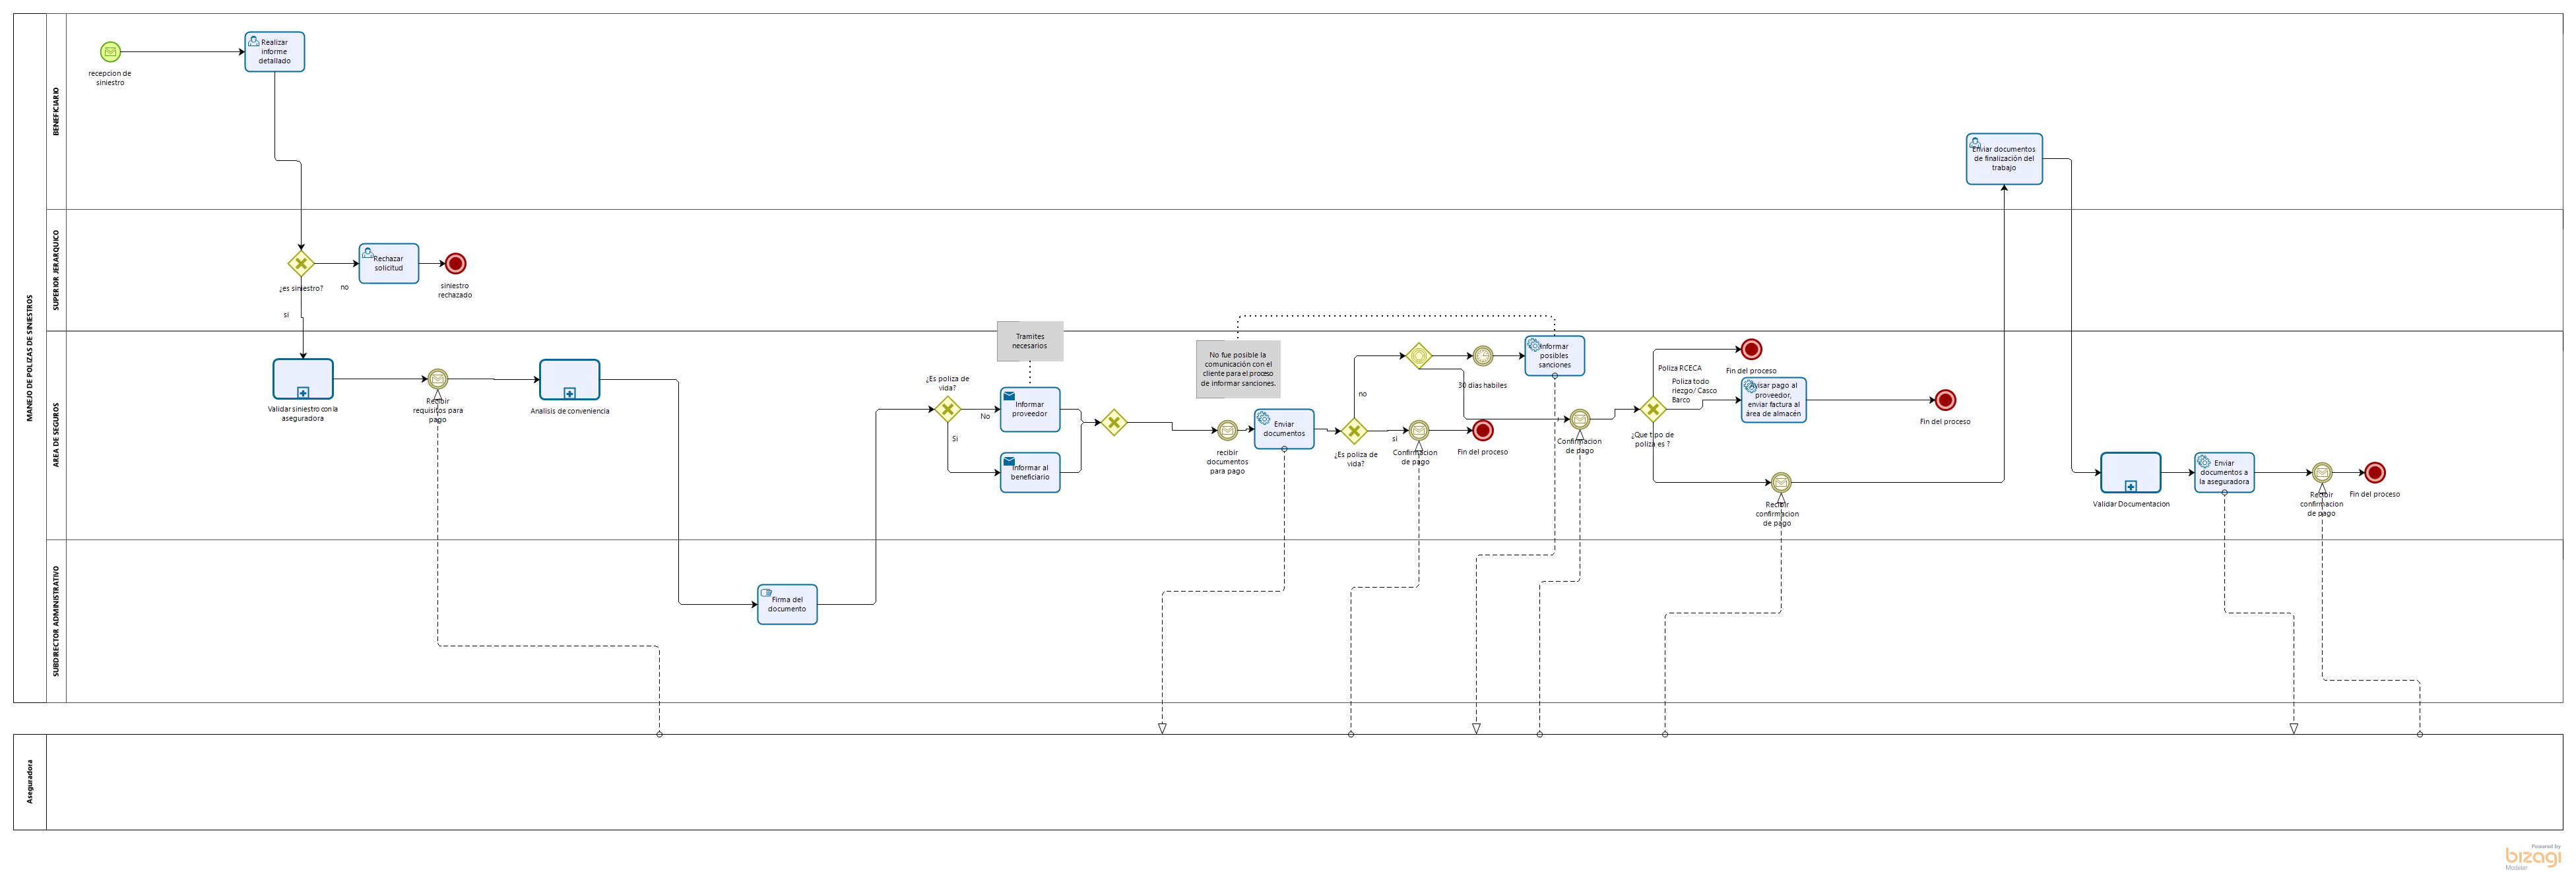 MANEJO DE POLIZAS DE SINIESTROS
BENEFICIARIO
recepcion de
siniestro
Realizar
informe
detallado
Enviar documentos
de finalización del
trabajo
SUPERIOR JERARQUICO
¿es siniestro?
no
si
Rechazar
solicitud
siniestro
rechazado
AREA DE SEGUROS
Validar siniestro con la
aseguradora
Recibir
requisitos para
pago
Analisis de conveniencia
¿Es poliza de
vida?
No
Si
Tramites
necesarios
Informar
proveedor
Informar al
beneficiario
No fue posible la
comunicación con el
cliente para el proceso
de informar sanciones.
recibir
documentos
para pago
Enviar
documentos
¿Es poliza de
vida?
no
si
Confirmacion
de pago
Fin del proceso
30 dias habiles
Informar
posibles
sanciones
Confirmacion
de pago
¿Que tipo de
poliza es ?
Poliza RCECA
Poliza todo
riezgo/ Casco
Barco
Fin del proceso
Avisar pago al
proveedor,
enviar factura al
área de almacén
Fin del proceso
Recibir
confirmacion
de pago
Validar Documentacion
Enviar
documentos a
la aseguradora
Recibir
confirmacion
de pago
Fin del proceso
SUBDIRECTOR ADMINISTRATIVO
Firma del
documento
Aseguradora
Powered by
bizagi
Modeler